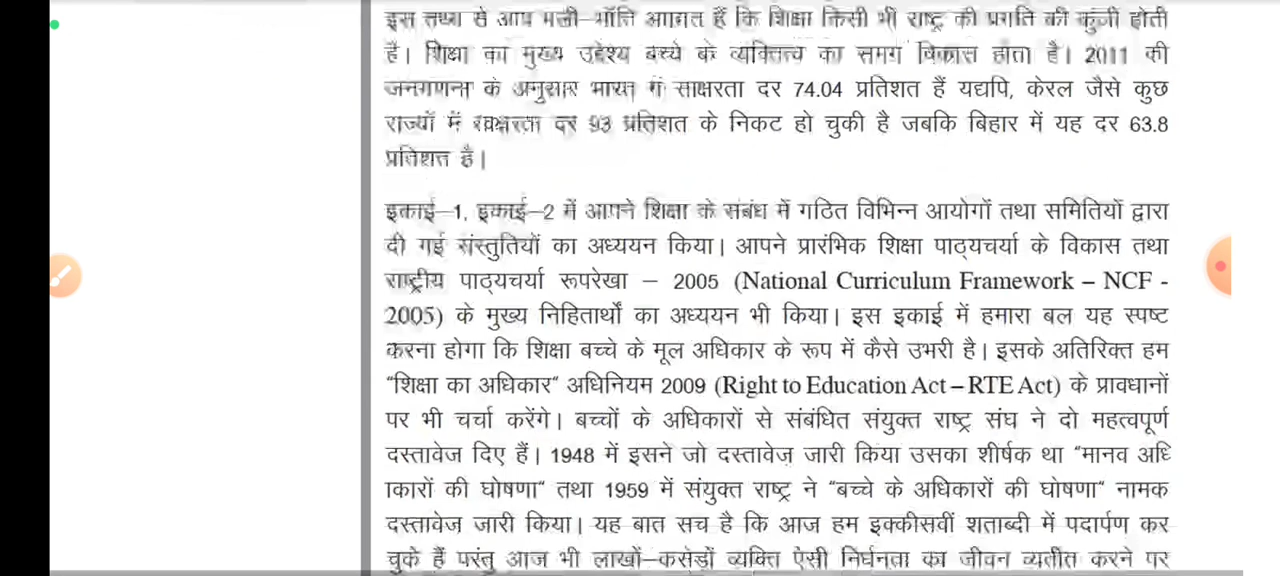 इस तथ्य से आप भली–भाँति अवगत हैं कि शिक्षा किसी भी राष्ट्र की प्रगति की कुंजी होती
है। शिक्षा का मुख्य उद्देश्य बच्चे के व्यक्तित्व का समग्र विकास होता है। 2011 की
जनगणना के अनुसार भारत में साक्षरता दर 74.04 प्रतिशत हैं यद्यपि, केरल जैसे कुछ
राज्यों में साक्षरता दर 93 प्रतिशत के निकट हो चुकी है जबकि बिहार में यह दर 63.8
प्रतिशत है।
इकाई–1, इकाई–2 में आपने शिक्षा के संबंध में गठित विभिन्न आयोगों तथा समितियों द्वारा
दी गई संस्तुतियों का अध्ययन किया। आपने प्रारंभिक शिक्षा पाठ्यचर्या के विकास तथा
राष्ट्रीय पाठ्यचर्या रूपरेखा – 2005 (National Curriculum Framework – NCF -
2005) के मुख्य निहितार्थों का अध्ययन भी किया। इस इकाई में हमारा बल यह स्पष्ट
करना होगा कि शिक्षा बच्चे के मूल अधिकार के रूप में कैसे उभरी है। इसके अतिरिक्त हम
“शिक्षा का अधिकार“ अधिनियम 2009 (Right to Education Act – RTE Act) के प्रावधानों
पर भी चर्चा करेंगे। बच्चों के अधिकारों से संबंधित संयुक्त राष्ट्र संघ ने दो महत्वपूर्ण
दस्तावेज दिए हैं। 1948 में इसने जो दस्तावेज़ जारी किया उसका शीर्षक था “मानव अधि
ाकारों की घोषणा“ तथा 1959 में संयुक्त राष्ट्र ने “बच्चे के अधिकारों की घोषणा“ नामक
दस्तावेज जारी किया। यह बात सच है कि आज हम इक्कीसवीं शताब्दी में पदार्पण कर
चुके हैं परंतु आज भी लाखों–करोड़ों व्यक्ति ऐसी निर्धनता का जीवन व्यतीत करने पर